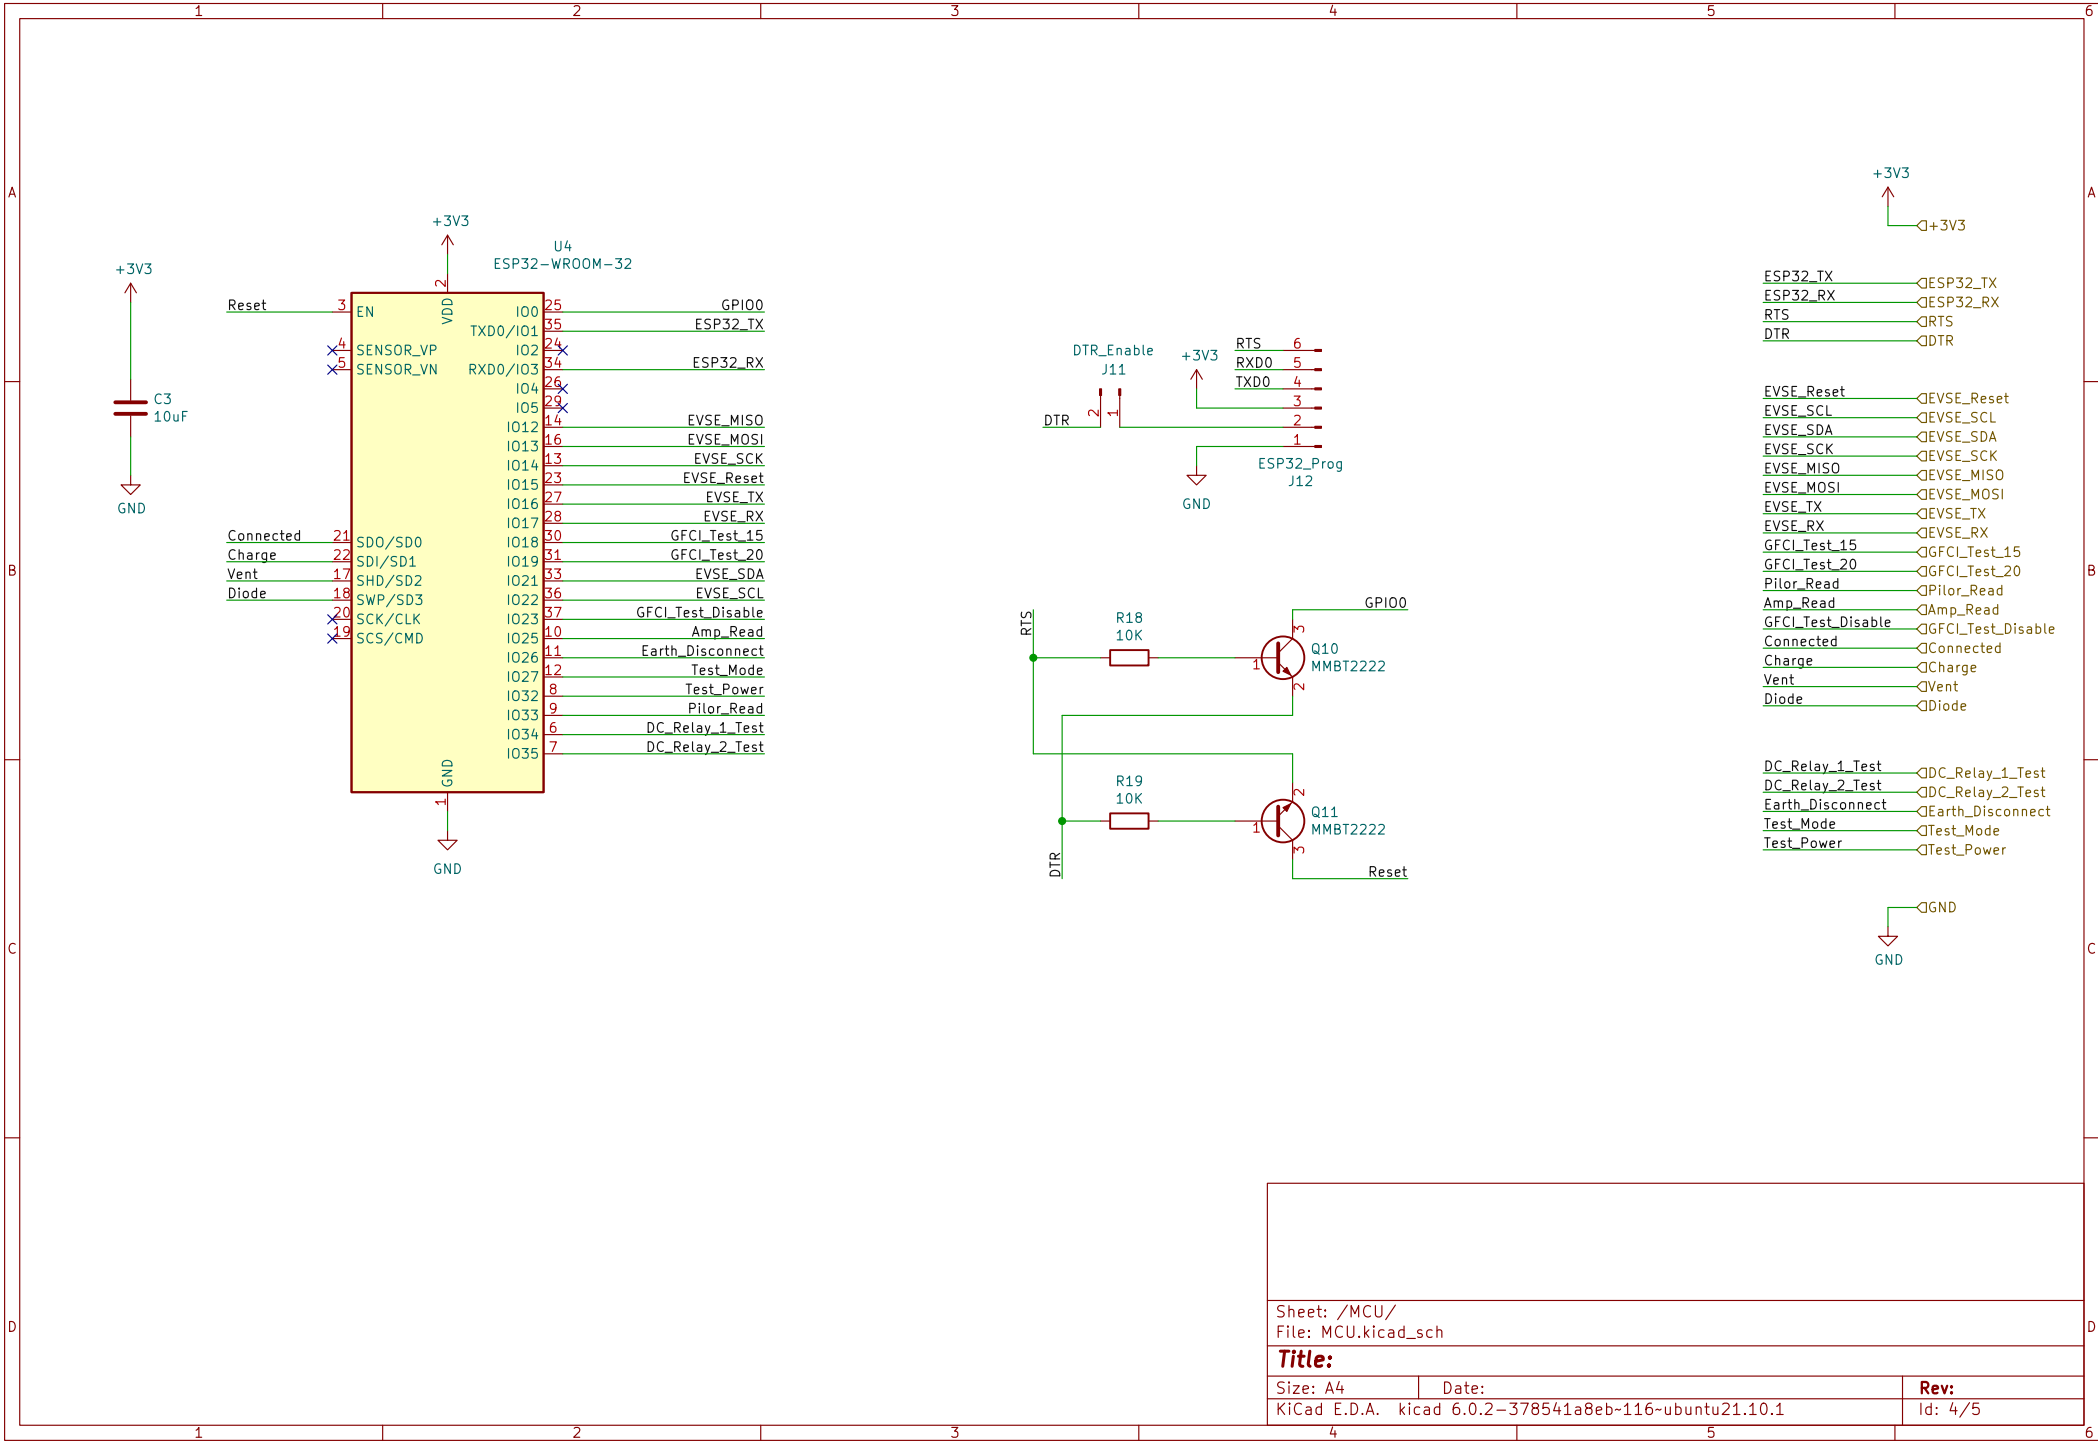 1 2 3 4 5 6
A
B
C
D
+3V3
C3
10uF
GND
+3V3
U4
ESP32-WROOM-32
2
VDD
Reset 3 EN
4 SENSOR_VP
5 SENSOR_VN
Connected 21 SDO/SD0
Charge 22 SDI/SD1
Vent 17 SHD/SD2
Diode 18 SWP/SD3
20 SCK/CLK
19 SCS/CMD
IO0 25 GPIO0
TXD0/IO1 35 ESP32_TX
IO2 24
RXD0/IO3 34 ESP32_RX
IO4 26
IO5 29
IO12 14 EVSE_MISO
IO13 16 EVSE_MOSI
IO14 13 EVSE_SCK
IO15 23 EVSE_Reset
IO16 27 EVSE_TX
IO17 28 EVSE_RX
IO18 30 GFCI_Test_15
IO19 31 GFCI_Test_20
IO21 33 EVSE_SDA
IO22 36 EVSE_SCL
IO23 37 GFCI_Test_Disable
IO25 10 Amp_Read
IO26 11 Earth_Disconnect
IO27 12 Test_Mode
IO32 8 Test_Power
IO33 9 Pilor_Read
IO34 6 DC_Relay_1_Test
IO35 7 DC_Relay_2_Test
GND
1
GND
DTR_Enable
J11
DTR
2 1
+3V3
RTS 6
RXD0 5
TXD0 4
3
2
1
ESP32_Prog
J12
GND
RTS
R18
10K
GPIO0
3
1
Q10
MMBT2222
2
R19
10K
2
1
Q11
MMBT2222
3
DTR
Reset
+3V3
+3V3
ESP32_TX ESP32_TX
ESP32_RX ESP32_RX
RTS RTS
DTR DTR
EVSE_Reset EVSE_Reset
EVSE_SCL EVSE_SCL
EVSE_SDA EVSE_SDA
EVSE_SCK EVSE_SCK
EVSE_MISO EVSE_MISO
EVSE_MOSI EVSE_MOSI
EVSE_TX EVSE_TX
EVSE_RX EVSE_RX
GFCI_Test_15 GFCI_Test_15
GFCI_Test_20 GFCI_Test_20
Pilor_Read Pilor_Read
Amp_Read Amp_Read
GFCI_Test_Disable GFCI_Test_Disable
Connected Connected
Charge Charge
Vent Vent
Diode Diode
DC_Relay_1_Test DC_Relay_1_Test
DC_Relay_2_Test DC_Relay_2_Test
Earth_Disconnect Earth_Disconnect
Test_Mode Test_Mode
Test_Power Test_Power
GND
GND
A
B
C
D
Sheet: /MCU/
File: MCU.kicad_sch
Title:
Size: A4 Date: Rev:
KiCad E.D.A. kicad 6.0.2-378541a8eb~116~ubuntu21.10.1 Id: 4/5
1 2 3 4 5 6